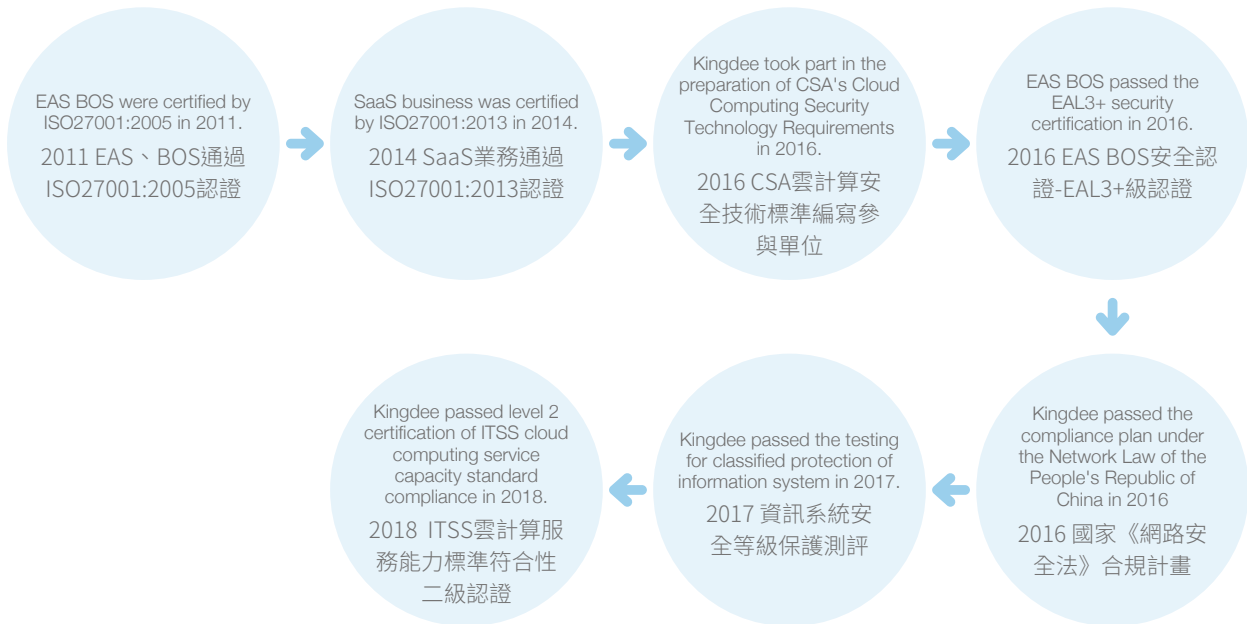 EAS BOS were certified by
ISO27001:2005 in 2011.
2011 EAS、BOS通過
ISO27001:2005認證
SaaS business was certified
by ISO27001:2013 in 2014.
2014 SaaS業務通過
ISO27001:2013認證
Kingdee took part in the
preparation of CSA's Cloud
Computing Security
Technology Requirements
in 2016.
2016 CSA雲計算安
全技術標準編寫參
與單位
EAS BOS passed the
EAL3+ security
certification in 2016.
2016 EAS BOS安全認
證-EAL3+級認證
Kingdee passed the
compliance plan under
the Network Law of the
People's Republic of
China in 2016
2016 國家《網路安
全法》合規計畫
Kingdee passed the testing
for classified protection of
information system in 2017.
2017 資訊系統安
全等級保護測評
Kingdee passed level 2
certification of ITSS cloud
computing service
capacity standard
compliance in 2018.
2018 ITSS雲計算服
務能力標準符合性
二級認證